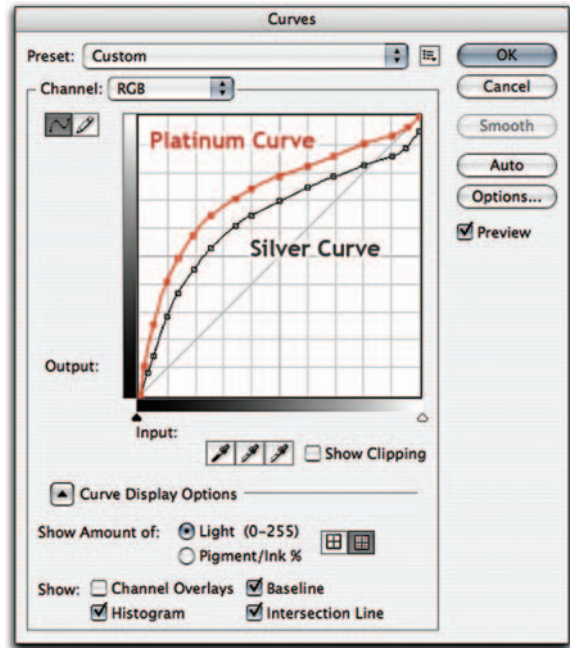 Curves
Preset: Custom
OK
Channel: RGB
Cancel
Smooth
Auto
Options...
Preview
Platinum Curve
Silver Curve
Output:
Input:
Show Clipping
Curve Display Options
Show Amount of: Light (0-255)
Pigment/Ink %
Show: Channel Overlays Baseline
Histogram Intersection Line